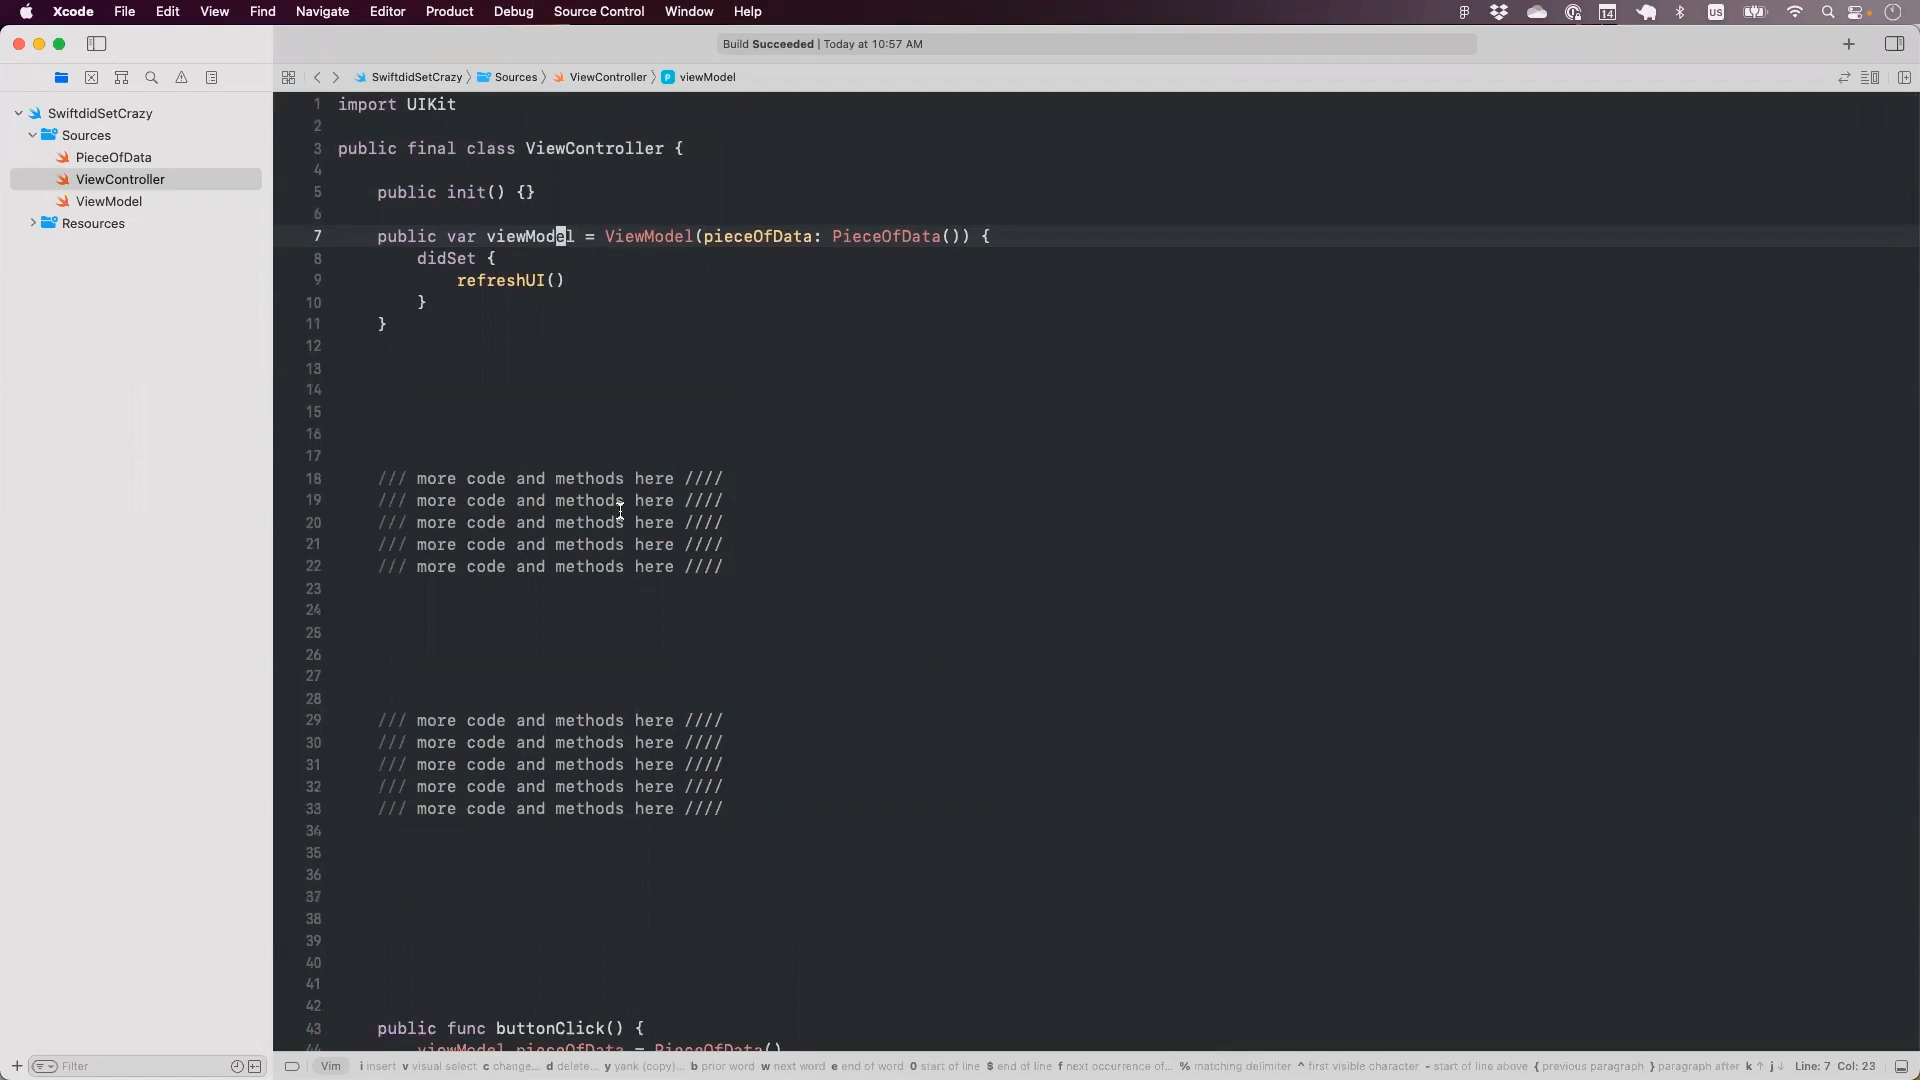 Xcode File Edit View Find Navigate Editor Product Debug Source Control Window Help 14 US
Build Succeeded | Today at 10:57 AM
SwiftdidSetCrazy Sources ViewController P viewModel
SwiftdidSetCrazy
Sources
PieceOfData
ViewController
ViewModel
Resources
1 import UIKit
2
3 public final class ViewController {
4
5 public init() {}
6
7 public var viewModel = ViewModel(pieceOfData: PieceOfData()) {
8 didSet {
9 refreshUI()
10 }
11 }
12
13
14
15
16
17
18 /// more code and methods here ////
19 /// more code and methods here ////
20 /// more code and methods here ////
21 /// more code and methods here ////
22 /// more code and methods here ////
23
24
25
26
27
28
29 /// more code and methods here ////
30 /// more code and methods here ////
31 /// more code and methods here ////
32 /// more code and methods here ////
33 /// more code and methods here ////
34
35
36
37
38
39
40
41
42
43 public func buttonClick() {
44 viewModel.pieceOfData = PieceOfData()
Filter
Vim i insert v visual select c change... d delete... y yank (copy)... b prior word w next word e end of word 0 start of line $ end of line f next occurrence of... % matching delimiter ^ first visible character - start of line above { previous paragraph } paragraph after k ↑ j ↓ Line: 7 Col: 23